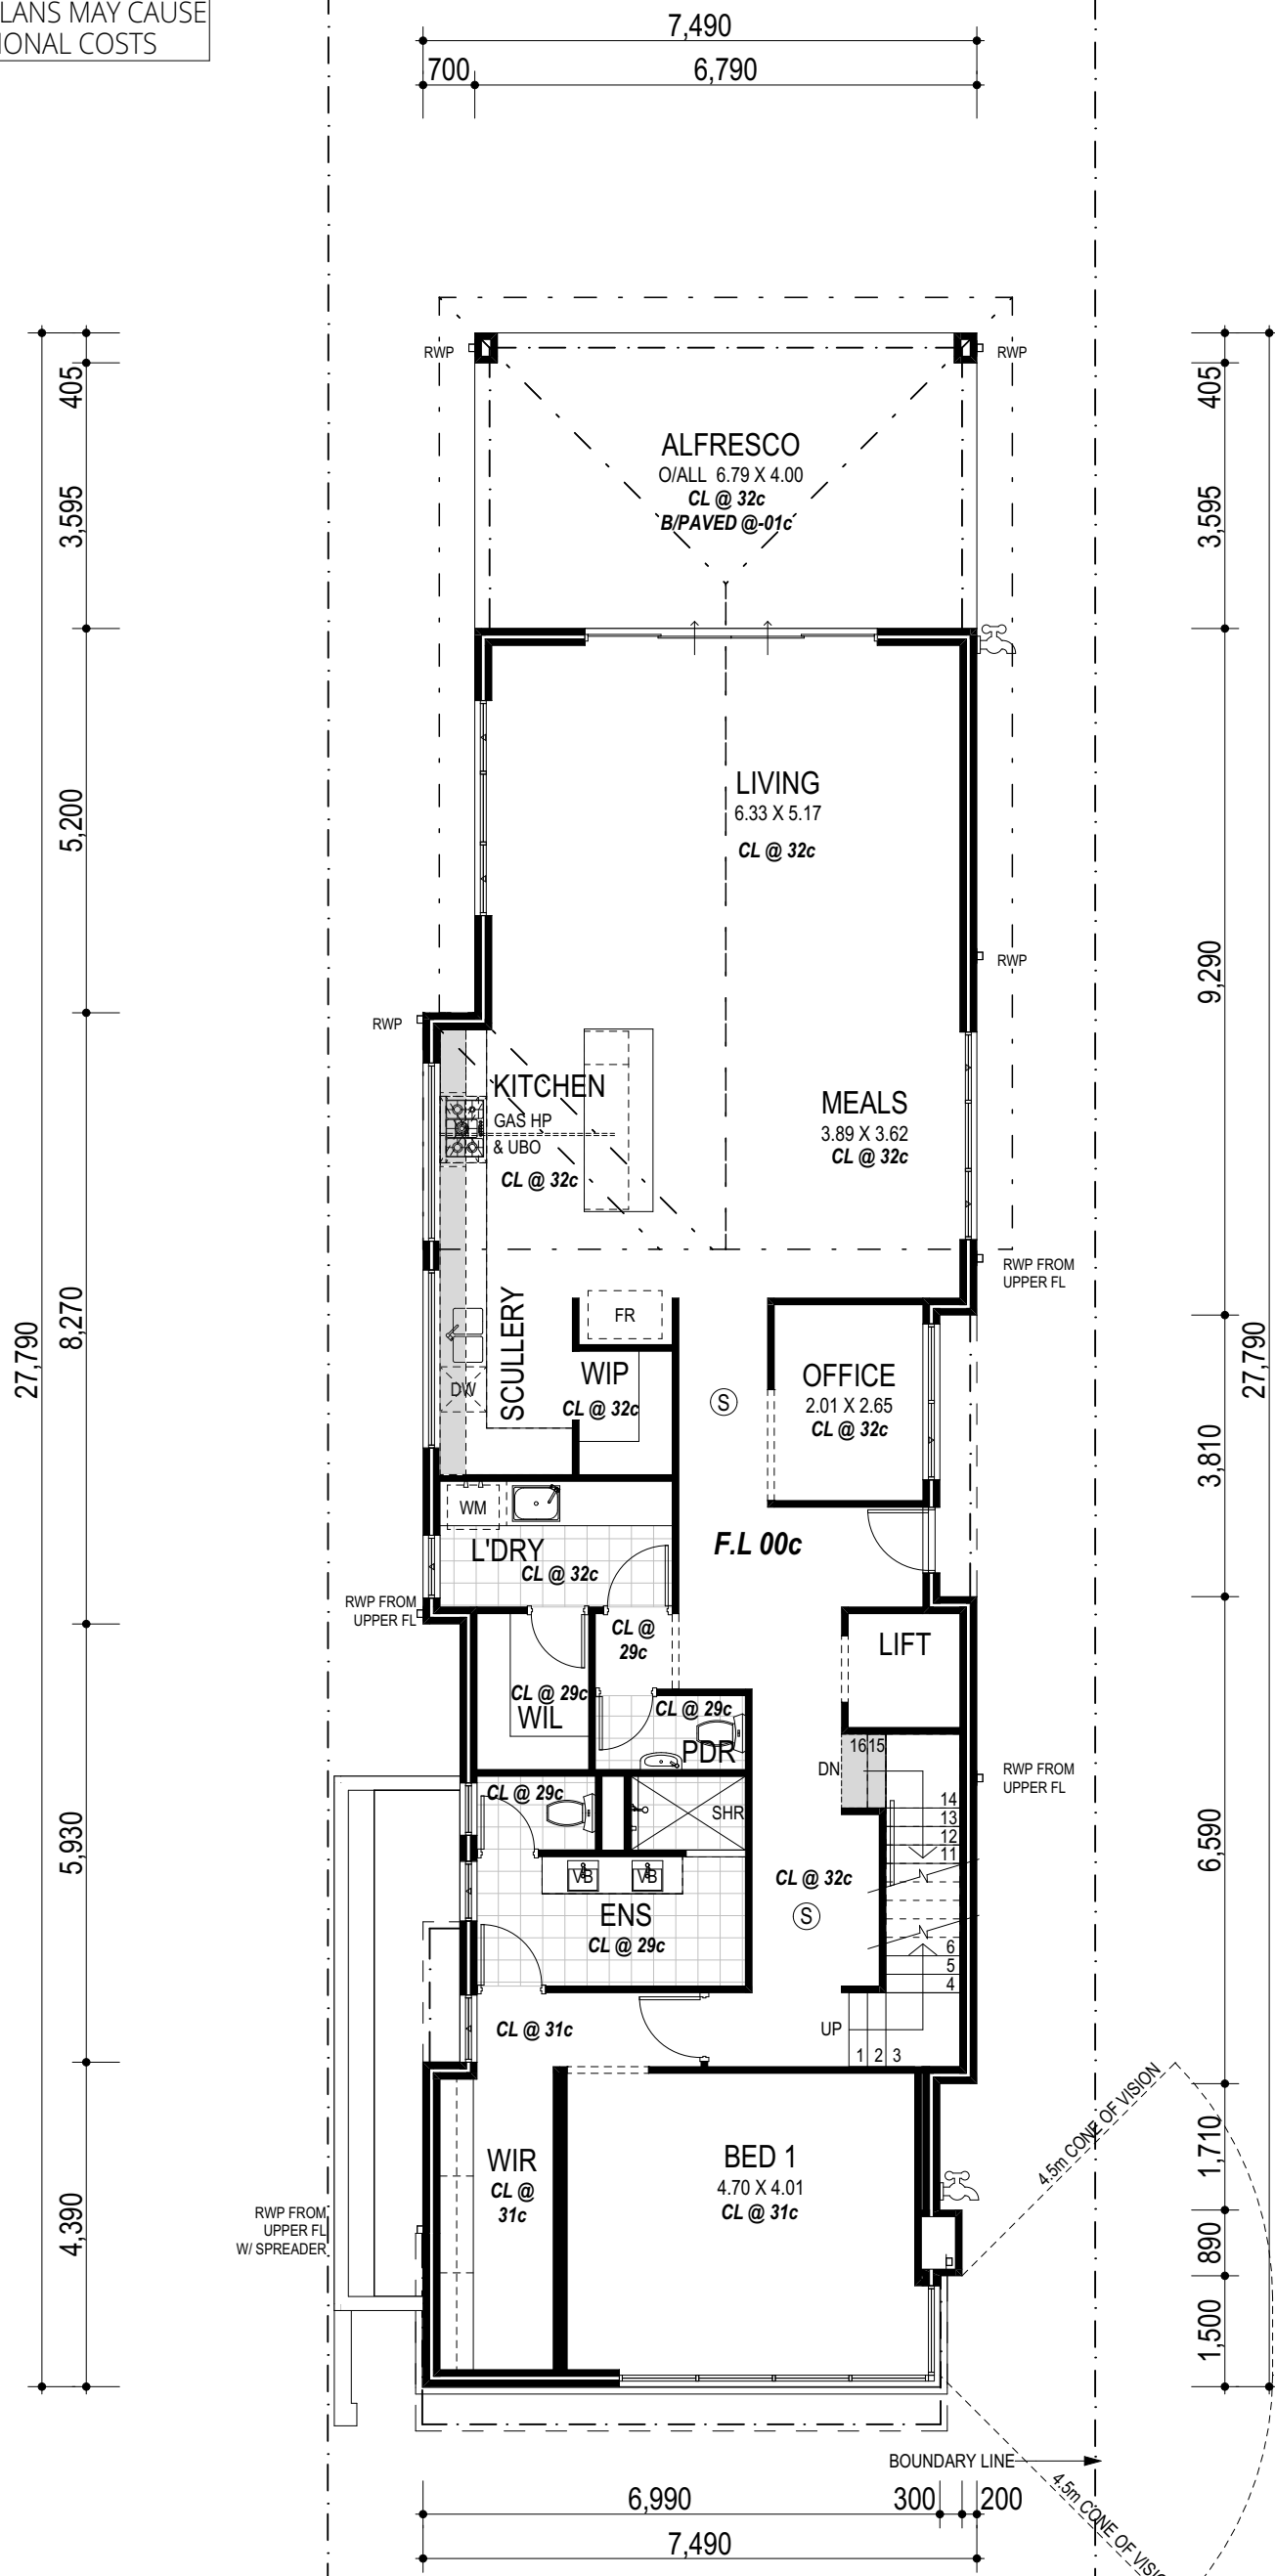 LANS MAY CAUSE
IONAL COSTS
7,490
700
6,790
405
3,595
5,200
8,270
27,790
5,930
4,390
RWP
RWP
ALFRESCO
O/ALL 6.79 X 4.00
CL @ 32c
B/PAVED @-01c
LIVING
6.33 X 5.17
CL @ 32c
RWP
RWP
KITCHEN
GAS HP
& UBO
CL @ 32c
MEALS
3.89 X 3.62
CL @ 32c
RWP FROM
UPPER FL
SCULLERY
FR
DW
WIP
CL @ 32c
S
OFFICE
2.01 X 2.65
CL @ 32c
WM
L'DRY
CL @ 32c
F.L 00c
RWP FROM
UPPER FL
CL @
29c
LIFT
CL @ 29c
WIL
CL @ 29c
PDR
16
15
DN
RWP FROM
UPPER FL
CL @ 29c
SHR
14
13
12
11
VB
VB
ENS
CL @ 29c
CL @ 32c
S
6
5
4
CL @ 31c
UP
1
2
3
WIR
CL @
31c
BED 1
4.70 X 4.01
CL @ 31c
4.5m CONE OF VISION
RWP FROM
UPPER FL
W/ SPREADER
405
3,595
9,290
3,810
27,790
6,590
1,710
890
1,500
BOUNDARY LINE
4.5m CONE OF VISI
6,990
300
200
7,490